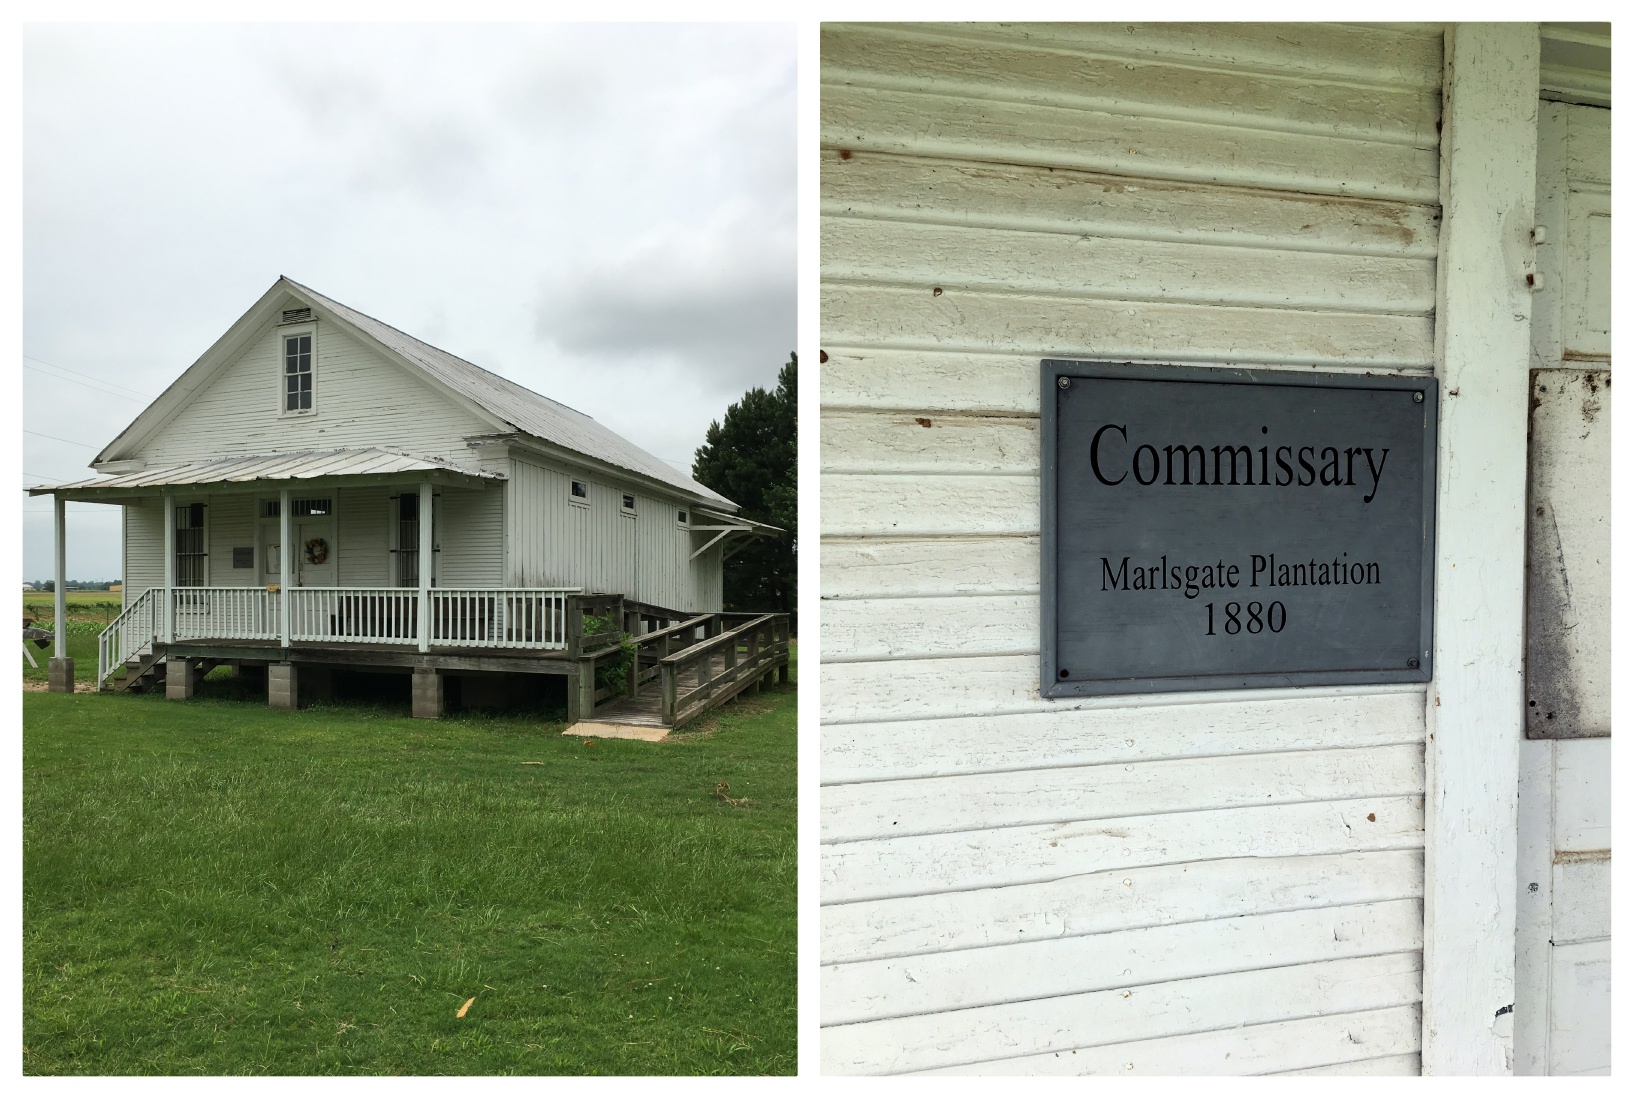 Commissary
Marlsgate Plantation
1880